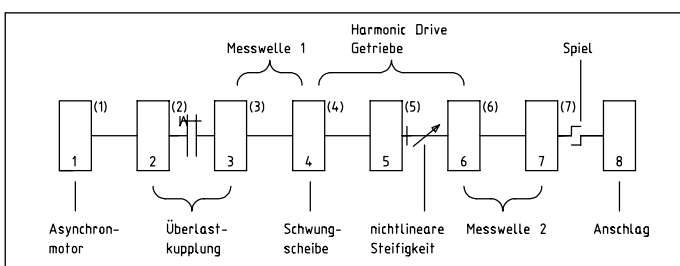 Harmonic Drive
Messwelle 1 Getriebe Spiel
(1) (2) (3) (4) (5) (6) (7)
1 2 3 4 5 6 7 8
Asynchron-
motor
Überlast-
kupplung
Schwung-
scheibe
nichtlineare
Steifigkeit
Messwelle 2
Anschlag